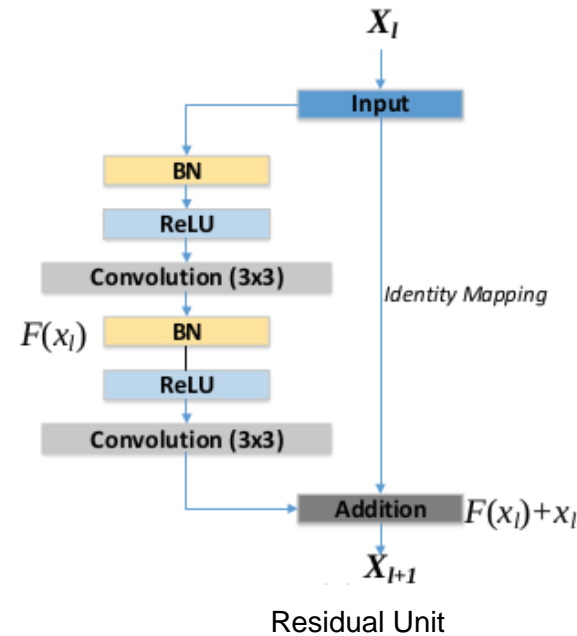 X_l
Input
BN
ReLU
Convolution (3x3)
Identity Mapping
F(x_l)
BN
ReLU
Convolution (3x3)
Addition
F(x_l)+x_l
X_{l+1}
Residual Unit